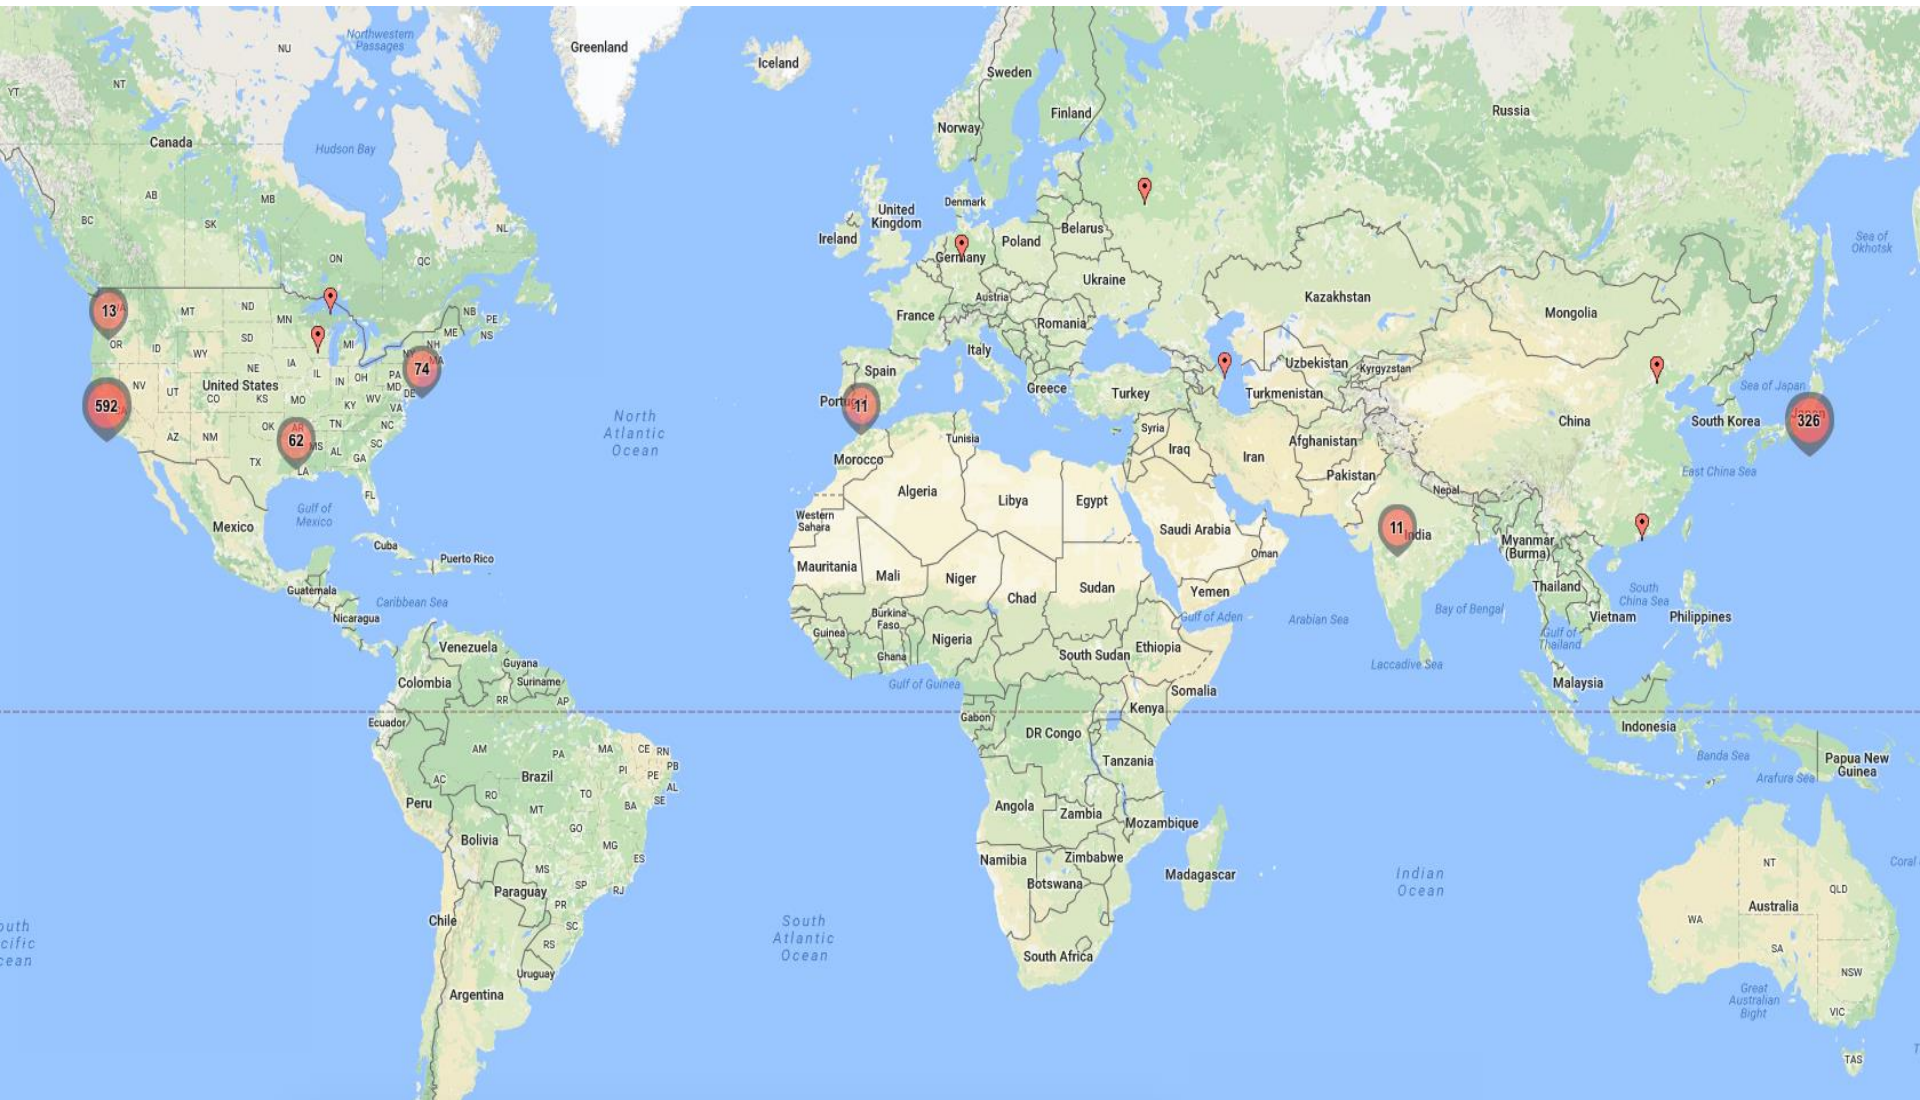 Northwestern
Passages
NU
Greenland
Iceland
Sweden
Finland
Norway
Russia
YT
NT
Canada
Hudson Bay
AB
MB
BC
SK
ON
QC
NL
Denmark
United
Kingdom
Ireland
Belarus
Poland
Germany
Ukraine
Austria
France
Romania
Kazakhstan
Mongolia
Sea of
Okhotsk
13
MT
ND
MN
NB
PE
ME
NS
OR
ID
SD
MI
NH
WY
NE
IA
IL
IN
OH
PA
MD
DE
74
NV
UT
United States
CO
KS
MO
KY
WV
VA
592
AZ
NM
OK
AR
TN
NC
62
MS
AL
GA
SC
TX
LA
FL
Italy
Spain
11
Greece
Turkey
Uzbekistan
Kyrgyzstan
Turkmenistan
China
Sea of Japan
South Korea
326
East China Sea
North
Atlantic
Ocean
Tunisia
Morocco
Syria
Iraq
Iran
Afghanistan
Pakistan
Nepal
Algeria
Libya
Egypt
Western
Sahara
Saudi Arabia
Oman
11
India
Myanmar
(Burma)
Gulf of
Mexico
Mexico
Cuba
Puerto Rico
Guatemala
Caribbean Sea
Nicaragua
Mauritania
Mali
Niger
Chad
Sudan
Yemen
Gulf of Aden
Arabian Sea
Bay of Bengal
Thailand
South
China Sea
Vietnam
Philippines
Gulf of
Thailand
Laccadive Sea
Burkina
Faso
Guinea
Ghana
Nigeria
South Sudan
Ethiopia
Gulf of Guinea
Somalia
Malaysia
Venezuela
Guyana
Suriname
Colombia
RR
AP
Ecuador
Gabon
Kenya
DR Congo
Tanzania
Indonesia
Banda Sea
Arafura Sea
Papua New
Guinea
AM
PA
MA
CE
RN
PB
PI
PE
AL
AC
Brazil
RO
TO
BA
SE
Peru
MT
GO
Bolivia
MG
ES
MS
SP
RJ
Paraguay
PR
SC
Chile
RS
Uruguay
Argentina
Angola
Zambia
Mozambique
Namibia
Zimbabwe
Botswana
Madagascar
South Africa
South
Atlantic
Ocean
Indian
Ocean
NT
QLD
Coral
WA
Australia
SA
NSW
Great
Australian
Bight
VIC
TAS
outh
cific
cean